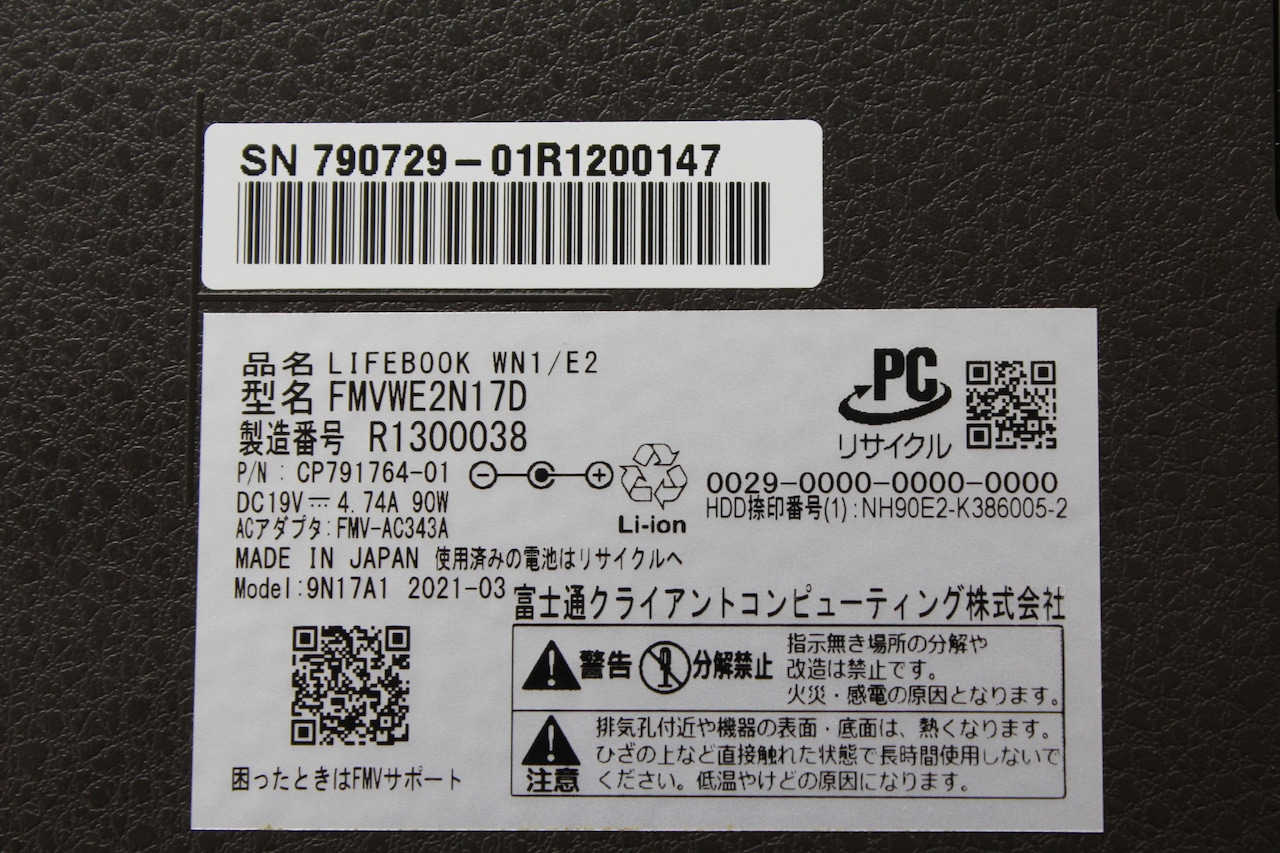 SN 790729-01R1200147
品名 LIFEBOOK WN1/E2
型名 FMVWE2N17D
製造番号 R1300038
P/N : CP791764-01
DC19V⎓4.74A 90W
ACアダプタ:FMV-AC343A
Li-ion
PC
リサイクル
0029-0000-0000-0000
HDD捺印番号(1):NH90E2-K386005-2
MADE IN JAPAN 使用済みの電池はリサイクルへ
Model:9N17A1 2021-03
富士通クライアントコンピューティング株式会社
困ったときはFMVサポート
警告 分解禁止
指示無き場所の分解や
改造は禁止です。
火災・感電の原因となります。
注意
排気孔付近や機器の表面・底面は、熱くなります。
ひざの上など直接触れた状態で長時間使用しないで
ください。低温やけどの原因になります。